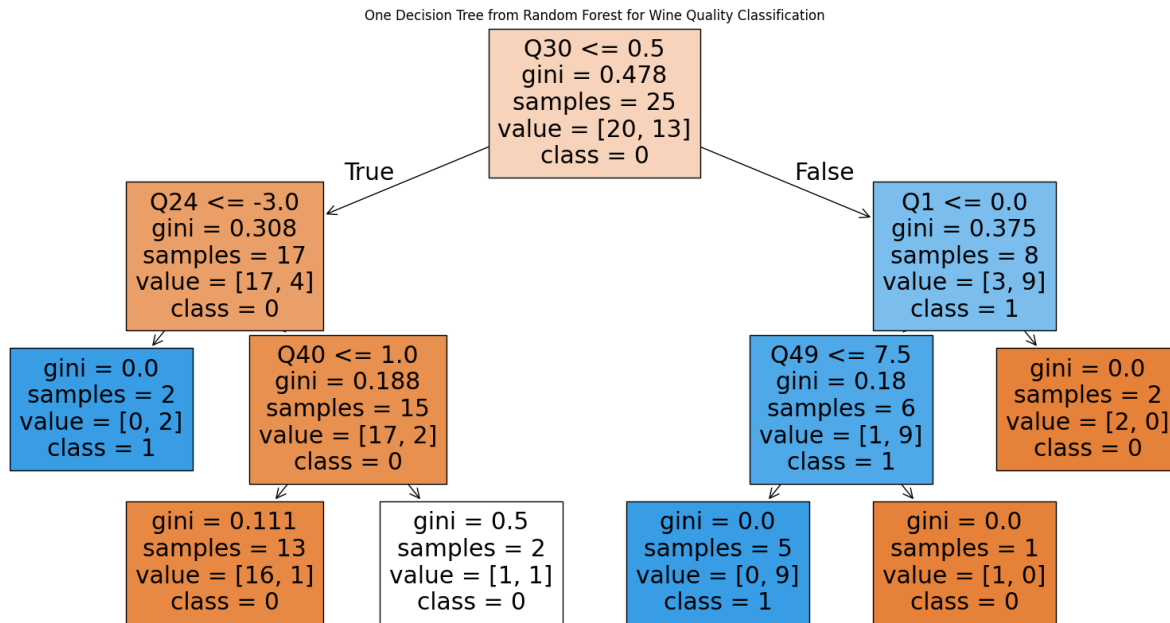 One Decision Tree from Random Forest for Wine Quality Classification
Q30 <= 0.5
gini = 0.478
samples = 25
value = [20, 13]
class = 0
True
False
Q24 <= -3.0
gini = 0.308
samples = 17
value = [17, 4]
class = 0
Q1 <= 0.0
gini = 0.375
samples = 8
value = [3, 9]
class = 1
gini = 0.0
samples = 2
value = [0, 2]
class = 1
Q40 <= 1.0
gini = 0.188
samples = 15
value = [17, 2]
class = 0
Q49 <= 7.5
gini = 0.18
samples = 6
value = [1, 9]
class = 1
gini = 0.0
samples = 2
value = [2, 0]
class = 0
gini = 0.111
samples = 13
value = [16, 1]
class = 0
gini = 0.5
samples = 2
value = [1, 1]
class = 0
gini = 0.0
samples = 5
value = [0, 9]
class = 1
gini = 0.0
samples = 1
value = [1, 0]
class = 0